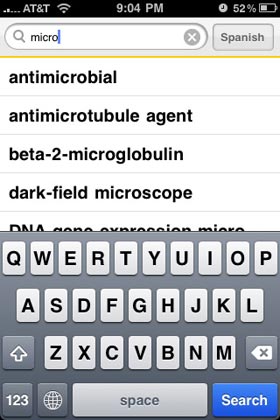 AT&T 9:04 PM 52%
micro Spanish
antimicrobial
antimicrotubule agent
beta-2-microglobulin
dark-field microscope
DNA gene expression micro
Q W E R T Y U I O P
A S D F G H J K L
Z X C V B N M
123 space Search